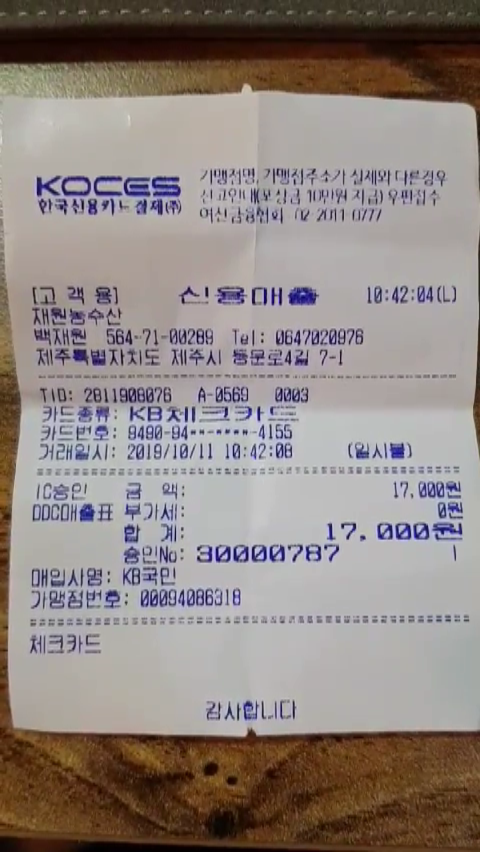 KOCES
한국신용카드결제(주)
가맹점명, 가맹점주소가 실제와 다른경우
신고안내(포상금 10만원 지급) 우편접수
여신금융협회 02-2011-0777
[고 객 용] 신용매출 10:42:04(L)
재원농수산
백재원 564-71-00289 Tel: 0647020976
제주특별자치도 제주시 동문로4길 7-1
TID: 2811908076 A-0569 0003
카드종류: KB체크카드
카드번호: 9490-94**-****-4155
거래일시: 2019/10/11 10:42:08 (일시불)
IC승인 금 액: 17,000원
DDC매출표 부가세: 0원
합 계: 17,000원
승인No: 30000787 1
매입사명: KB국민
가맹점번호: 00094086318
체크카드
감사합니다